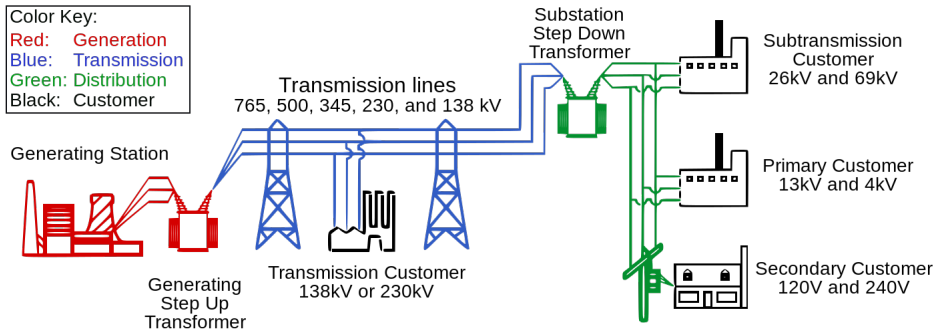 Color Key:
Red: Generation
Blue: Transmission
Green: Distribution
Black: Customer
Generating Station
Generating
Step Up
Transformer
Transmission lines
765, 500, 345, 230, and 138 kV
Transmission Customer
138kV or 230kV
Substation
Step Down
Transformer
Subtransmission
Customer
26kV and 69kV
Primary Customer
13kV and 4kV
Secondary Customer
120V and 240V